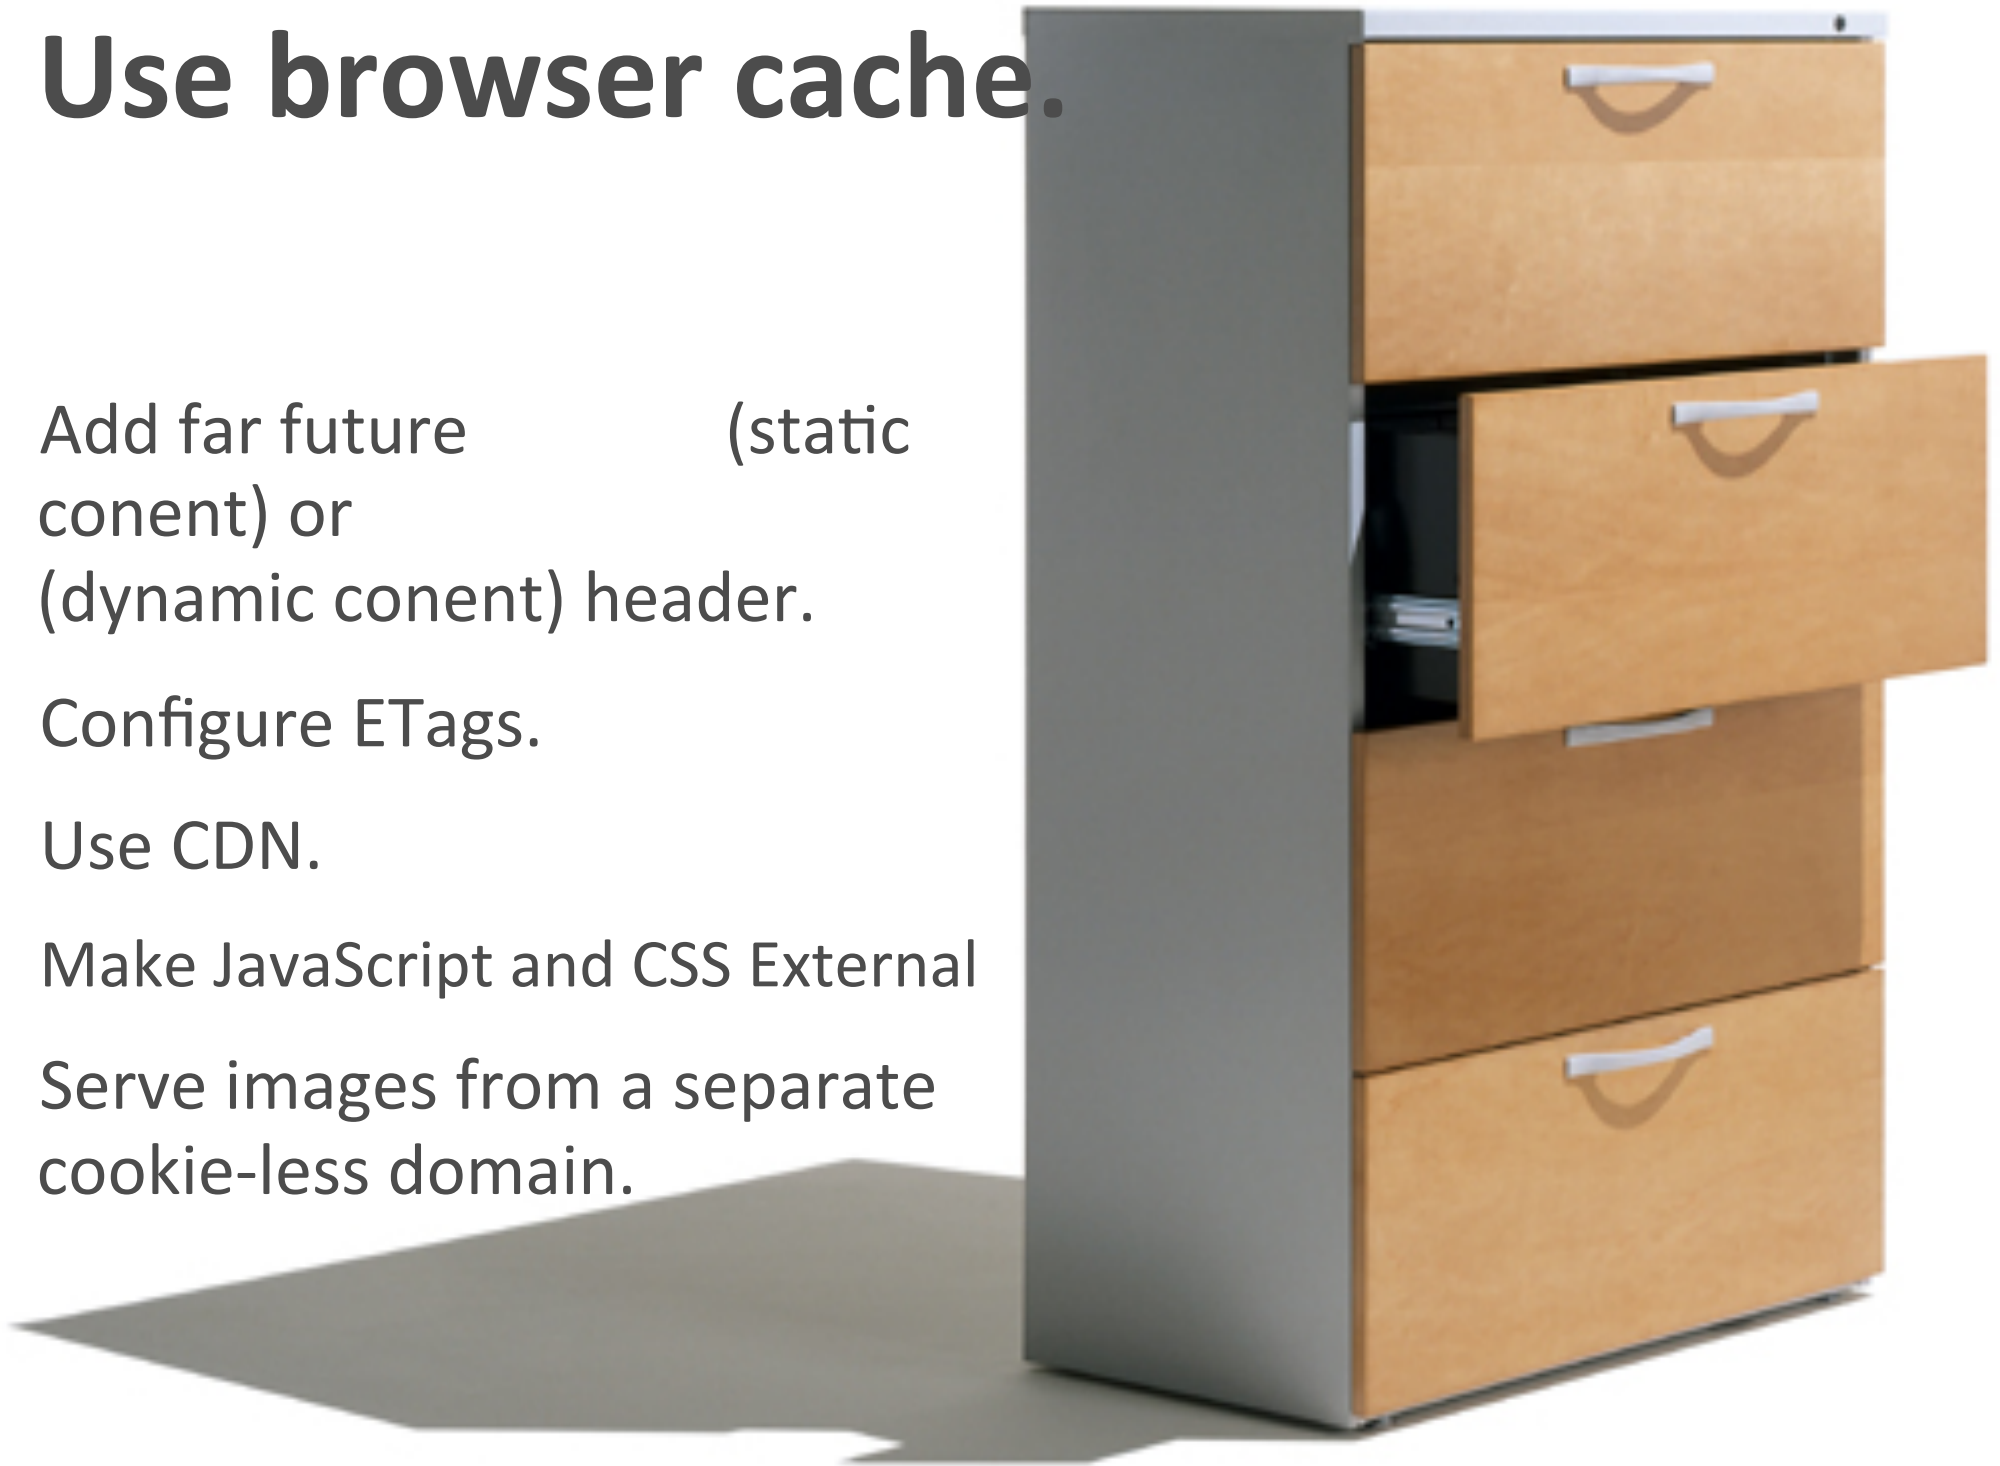 Use browser cache.
Add far future (static
conent) or
(dynamic conent) header.
Configure ETags.
Use CDN.
Make JavaScript and CSS External
Serve images from a separate
cookie-less domain.